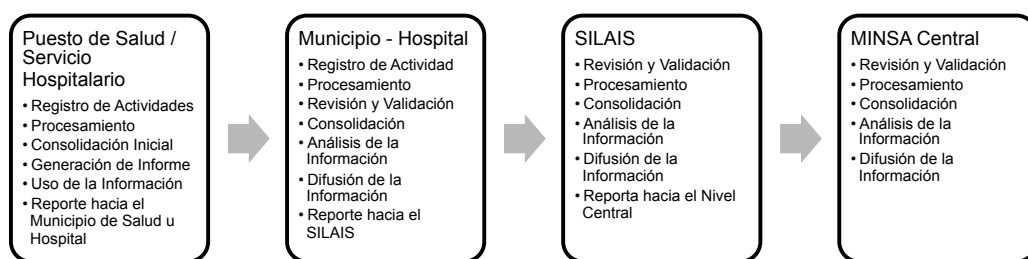 Puesto de Salud /
Servicio
Hospitalario
• Registro de Actividades
• Procesamiento
• Consolidación Inicial
• Generación de Informe
• Uso de la Información
• Reporte hacia el
Municipio de Salud u
Hospital
Municipio - Hospital
• Registro de Actividad
• Procesamiento
• Revisión y Validación
• Consolidación
• Análisis de la
Información
• Difusión de la
Información
• Reporte hacia el
SILAIS
SILAIS
• Revisión y Validación
• Procesamiento
• Consolidación
• Análisis de la
Información
• Difusión de la
Información
• Reporta hacia el Nivel
Central
MINSA Central
• Revisión y Validación
• Procesamiento
• Consolidación
• Análisis de la
Información
• Difusión de la
Información